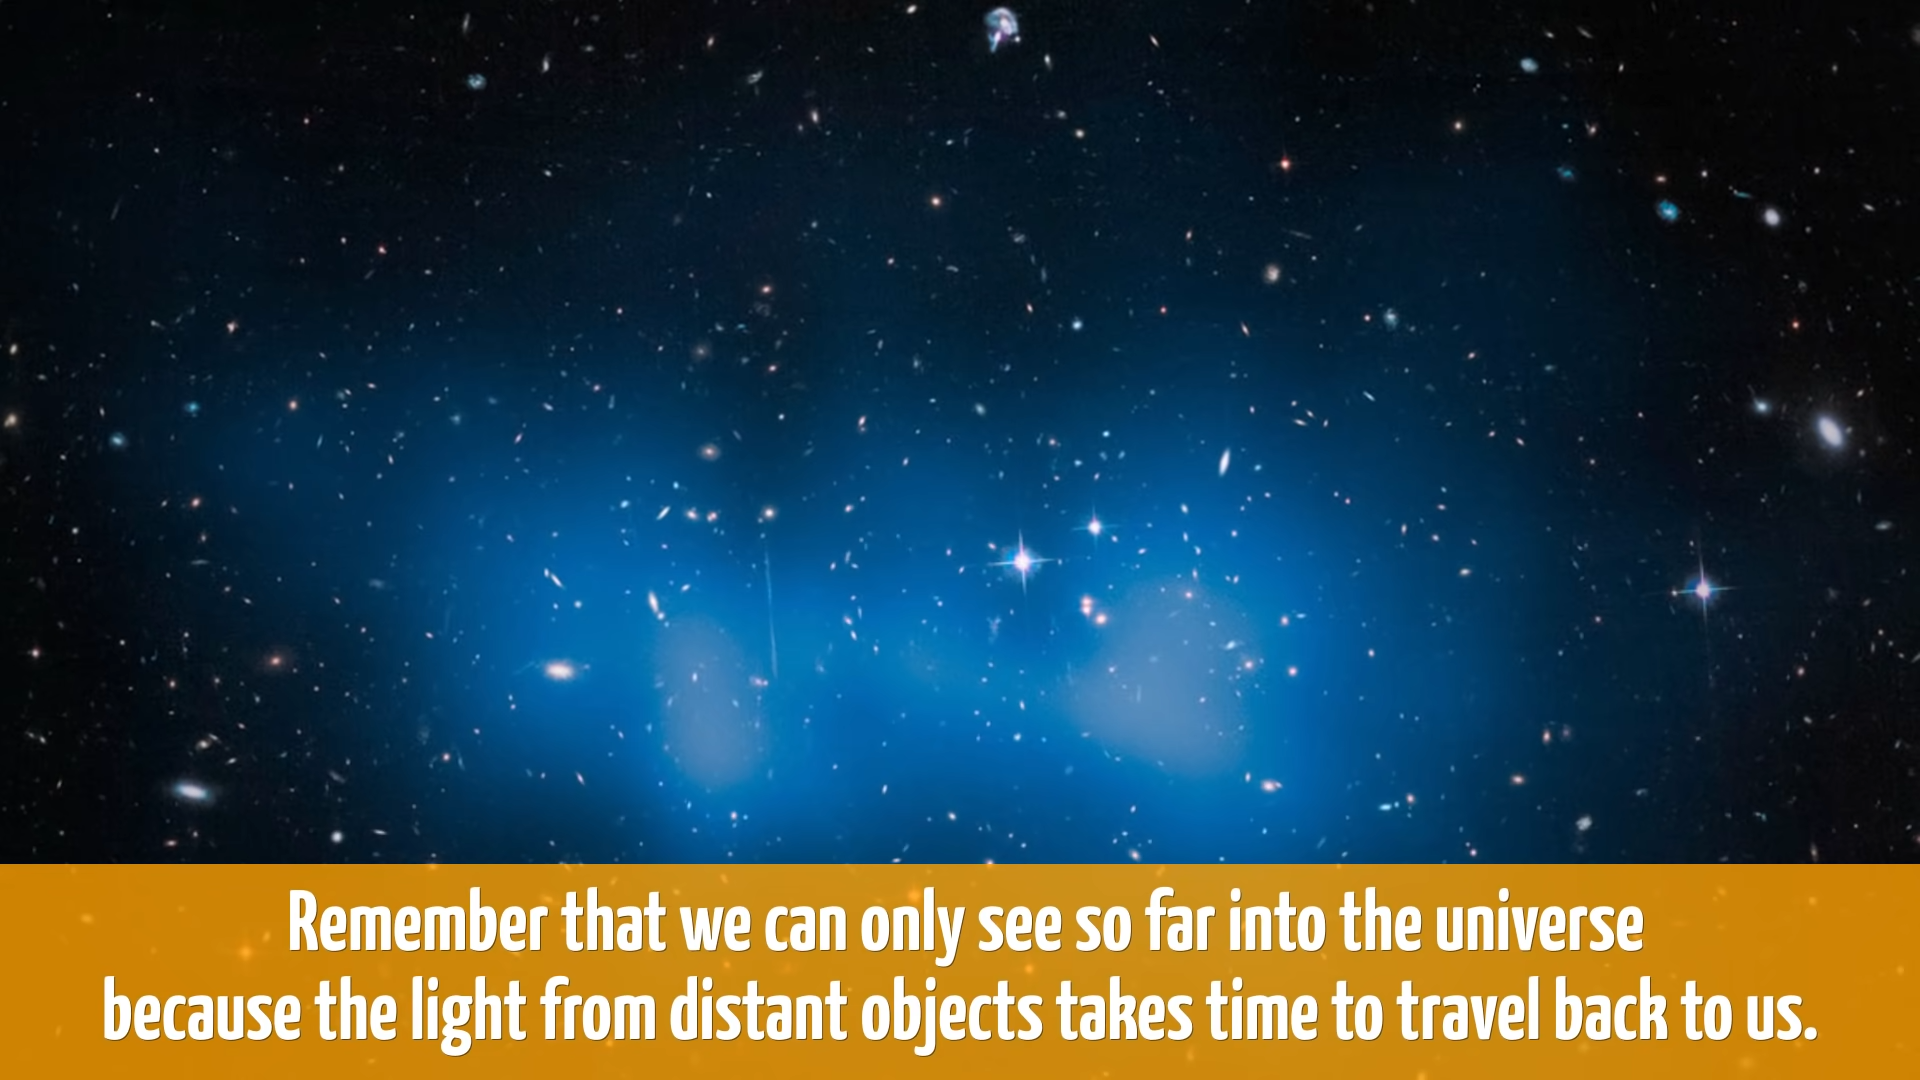 Remember that we can only see so far into the universe
because the light from distant objects takes time to travel back to us.